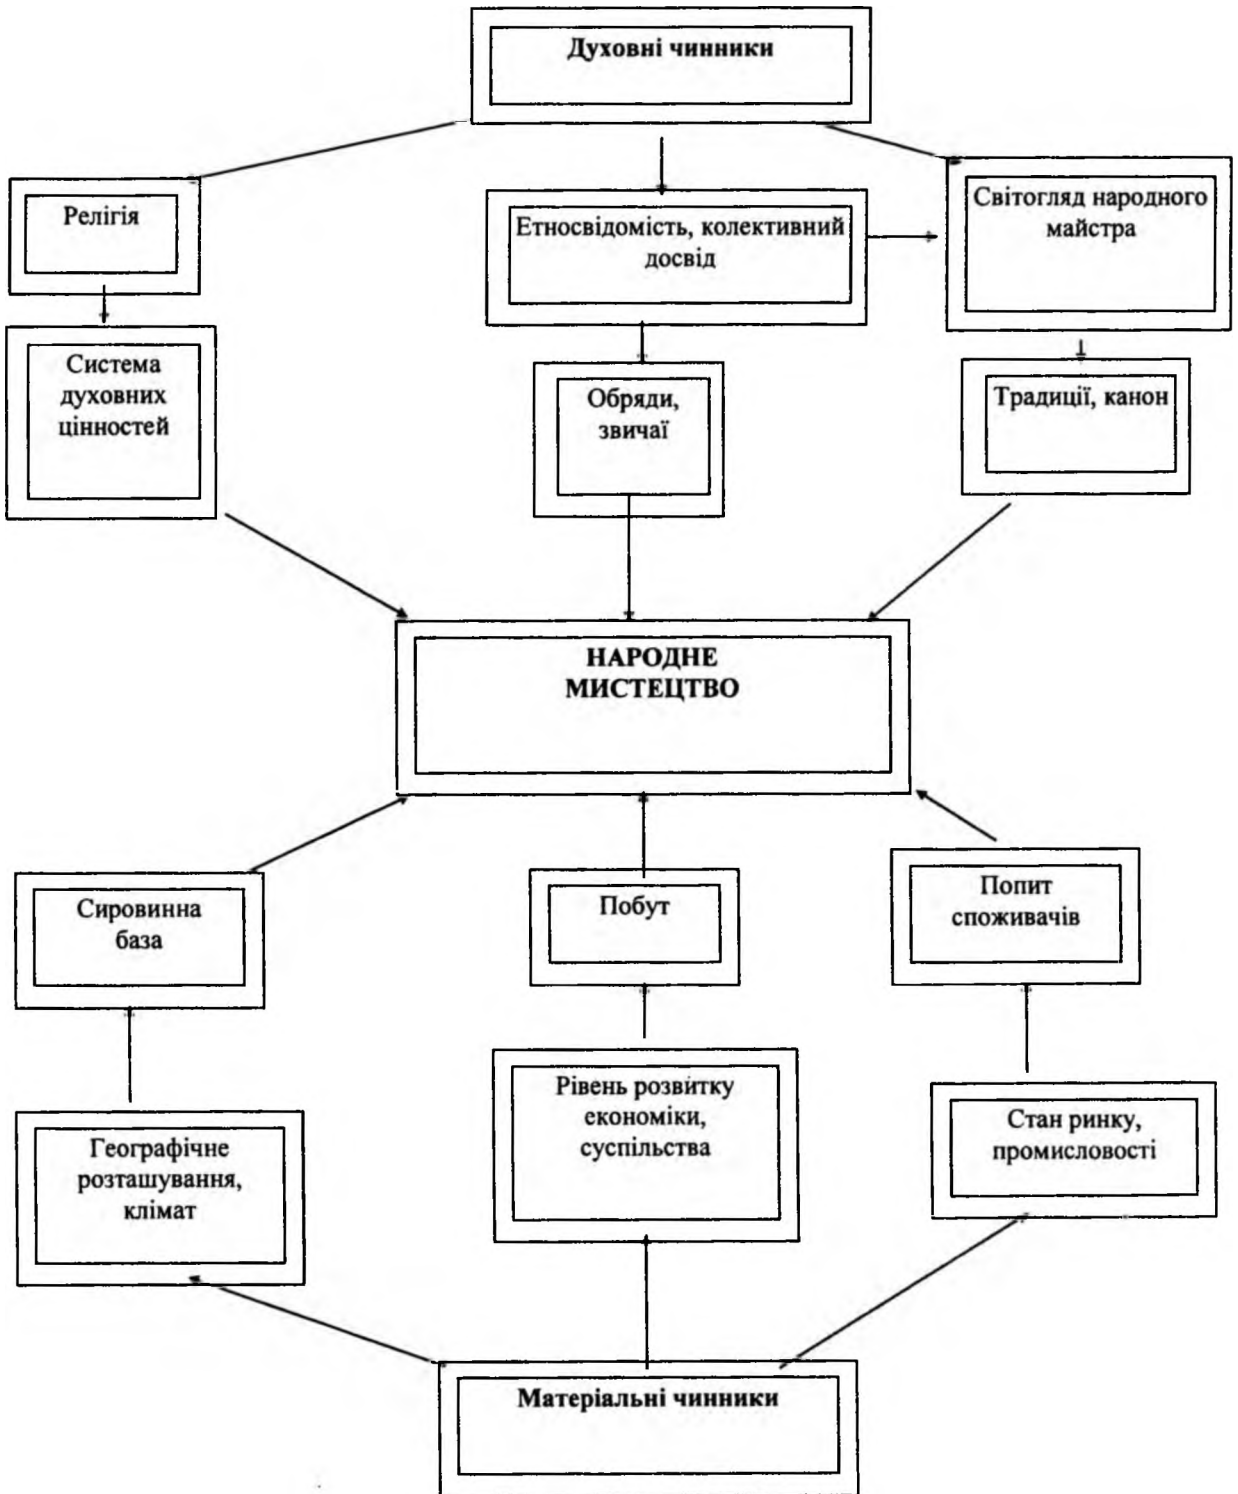 Духовні чинники
Релігія
Етносвідомість, колективний
досвід
Світогляд народного
майстра
Система
духовних
цінностей
Обряди,
звичаї
Традиції, канон
НАРОДНЕ
МИСТЕЦТВО
Сировинна
база
Побут
Попит
споживачів
Географічне
розташування,
клімат
Рівень розвитку
економіки,
суспільства
Стан ринку,
промисловості
Матеріальні чинники